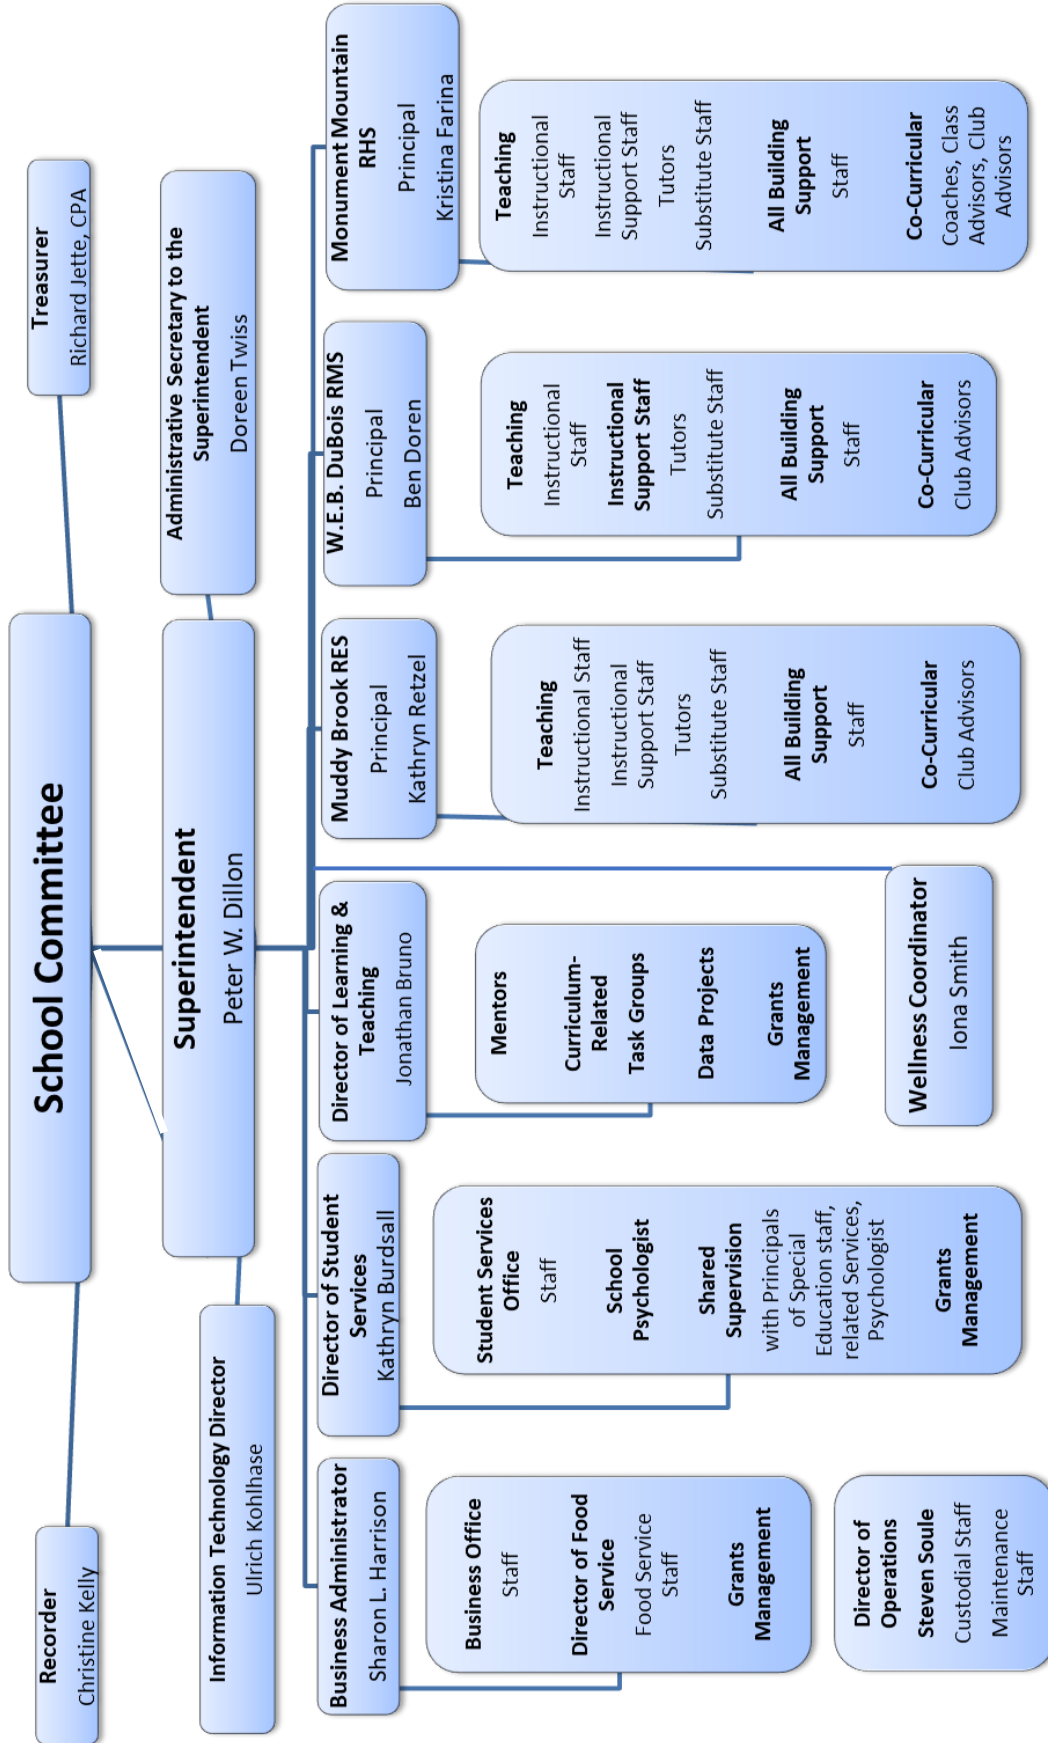 School Committee
Recorder
Christine Kelly
Treasurer
Richard Jette, CPA
Superintendent
Peter W. Dillon
Administrative Secretary to the
Superintendent
Doreen Twiss
Information Technology Director
Ulrich Kohlhase
Business Administrator
Sharon L. Harrison
Director of Student
Services
Kathryn Burdsall
Director of Learning &
Teaching
Jonathan Bruno
Muddy Brook RES
Principal
Kathryn Retzel
W.E.B. DuBois RMS
Principal
Ben Doren
Monument Mountain
RHS
Principal
Kristina Farina
Business Office
Staff
Director of Food
Service
Food Service
Staff
Grants
Management
Director of
Operations
Steven Soule
Custodial Staff
Maintenance
Staff
Student Services
Office
Staff
School
Psychologist
Shared
Supervision
with Principals
of Special
Education staff,
related Services,
Psychologist
Grants
Management
Mentors
Curriculum-
Related
Task Groups
Data Projects
Grants
Management
Wellness Coordinator
Iona Smith
Teaching
Instructional Staff
Instructional
Support Staff
Tutors
Substitute Staff
All Building
Support
Staff
Co-Curricular
Club Advisors
Teaching
Instructional
Staff
Instructional
Support Staff
Tutors
Substitute Staff
All Building
Support
Staff
Co-Curricular
Club Advisors
Teaching
Instructional
Staff
Instructional
Support Staff
Tutors
Substitute Staff
All Building
Support
Staff
Co-Curricular
Coaches, Class
Advisors, Club
Advisors